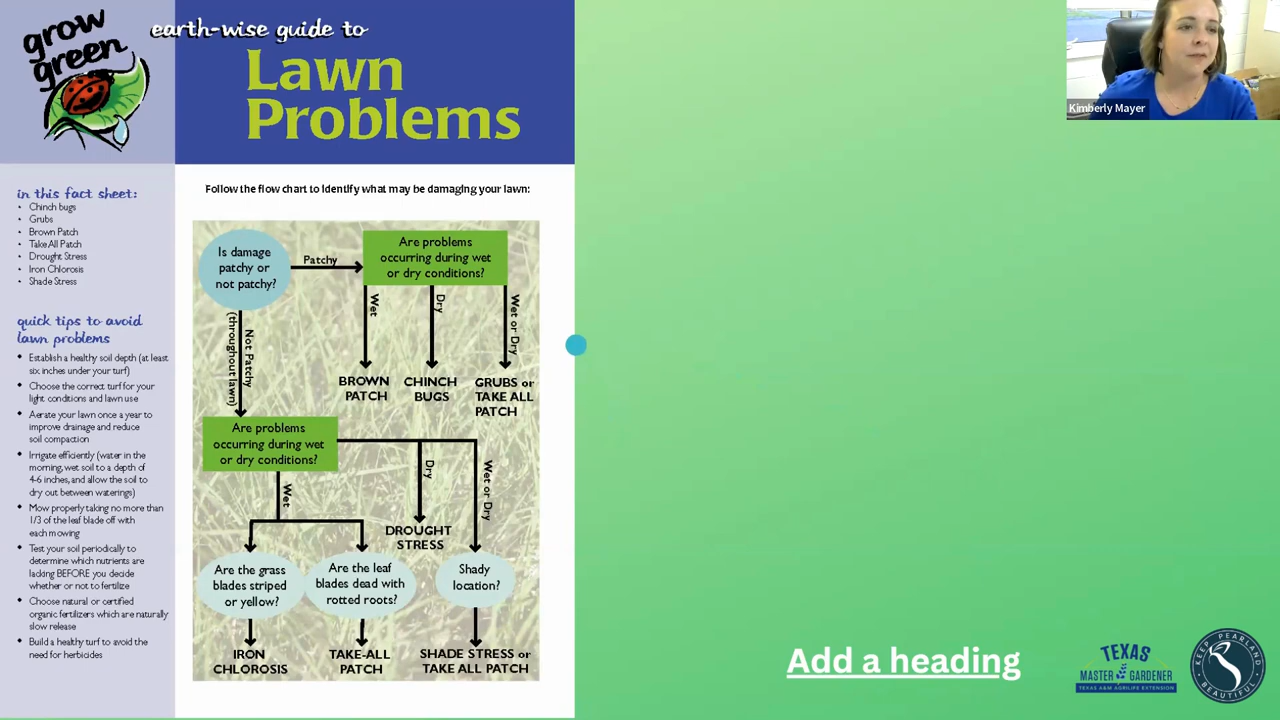 grow
green
earth-wise guide to
Lawn
Problems
in this fact sheet:
• Chinch bugs
• Grubs
• Brown Patch
• Take All Patch
• Drought Stress
• Iron Chlorosis
• Shade Stress
quick tips to avoid
lawn problems
◆ Establish a healthy soil depth (at least
six inches under your turf)
◆ Choose the correct turf for your
light conditions and lawn use
◆ Aerate your lawn once a year to
improve drainage and reduce
soil compaction
◆ Irrigate efficiently (water in the
morning, wet soil to a depth of
4-6 inches, and allow the soil to
dry out between waterings)
◆ Mow properly taking no more than
1/3 of the leaf blade off with
each mowing
◆ Test your soil periodically to
determine which nutrients are
lacking BEFORE you decide
whether or not to fertilize
◆ Choose natural or certified
organic fertilizers which are naturally
slow release
◆ Build a healthy turf to avoid the
need for herbicides
Follow the flow chart to identify what may be damaging your lawn:
Is damage
patchy or
not patchy?
Patchy
Are problems
occurring during wet
or dry conditions?
Wet
Dry
Wet or Dry
BROWN
PATCH
CHINCH
BUGS
GRUBS or
TAKE ALL
PATCH
Not Patchy
(throughout lawn)
Are problems
occurring during wet
or dry conditions?
Wet
Dry
Wet or Dry
DROUGHT
STRESS
Are the grass
blades striped
or yellow?
Are the leaf
blades dead with
rotted roots?
Shady
location?
IRON
CHLOROSIS
TAKE-ALL
PATCH
SHADE STRESS or
TAKE ALL PATCH
Kimberly Mayer
Add a heading
TEXAS
MASTER GARDENER
TEXAS A&M AGRILIFE EXTENSION
KEEP PEARLAND
BEAUTIFUL